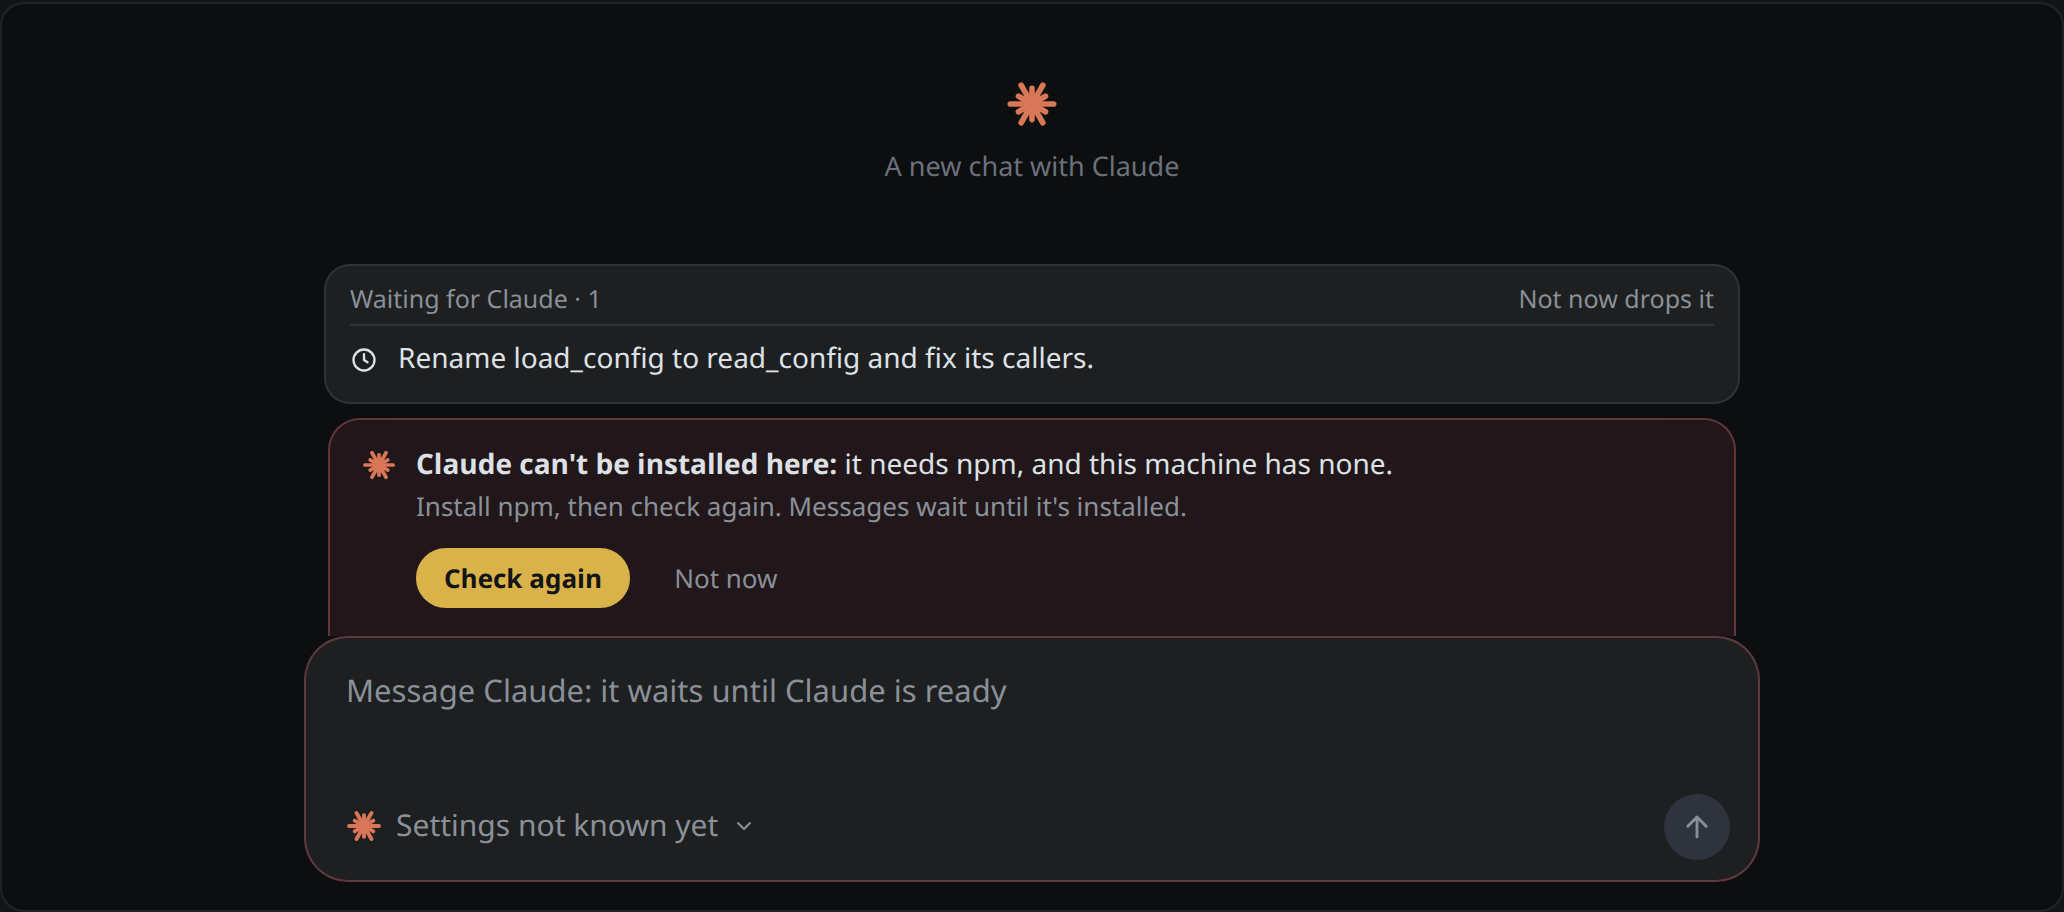 A new chat with Claude
Waiting for Claude · 1
Not now drops it
Rename load_config to read_config and fix its callers.
Claude can't be installed here: it needs npm, and this machine has none.
Install npm, then check again. Messages wait until it's installed.
Check again
Not now
Message Claude: it waits until Claude is ready
Settings not known yet